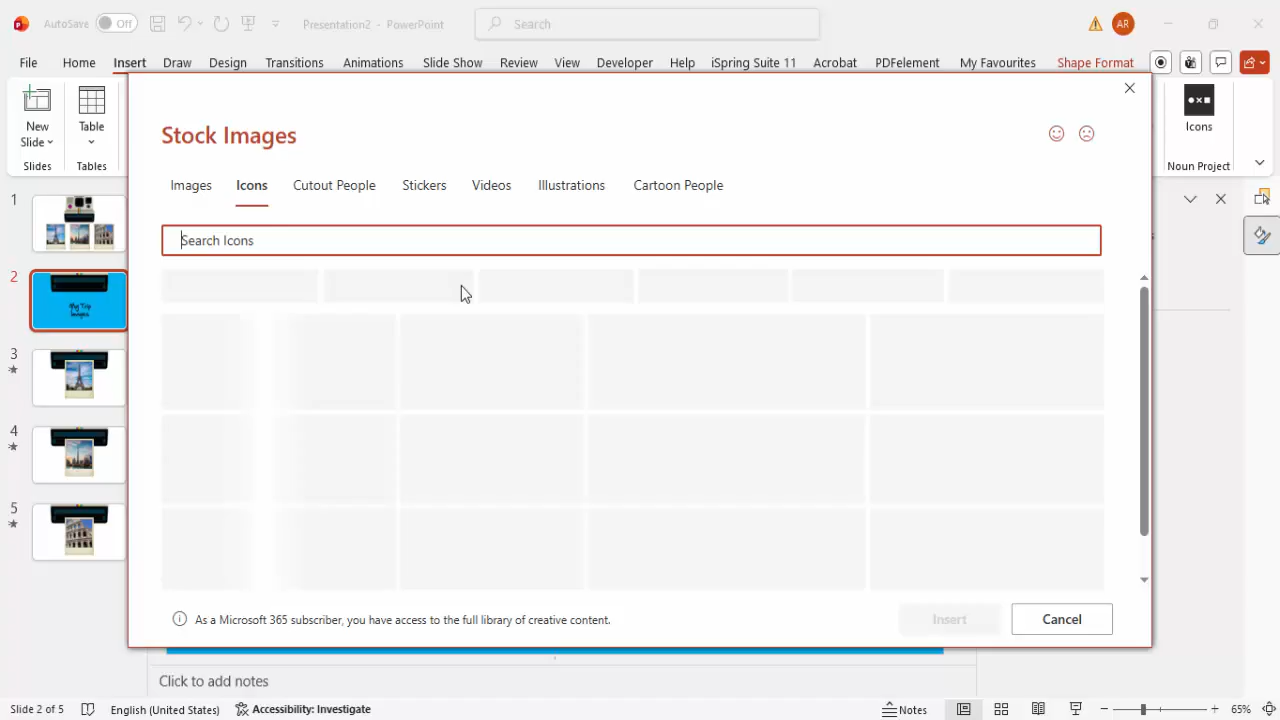 AutoSave Off Presentation2 - PowerPoint Search AR
File Home Insert Draw Design Transitions Animations Slide Show Review View Developer Help iSpring Suite 11 Acrobat PDFelement My Favourites Shape Format
New
Slide
Slides
Table
Tables
Icons
Noun Project
Stock Images
Images Icons Cutout People Stickers Videos Illustrations Cartoon People
Search Icons
1
2
My Trip
Images
3
4
5
As a Microsoft 365 subscriber, you have access to the full library of creative content.
Insert Cancel
Click to add notes
Slide 2 of 5 English (United States) Accessibility: Investigate Notes 65%